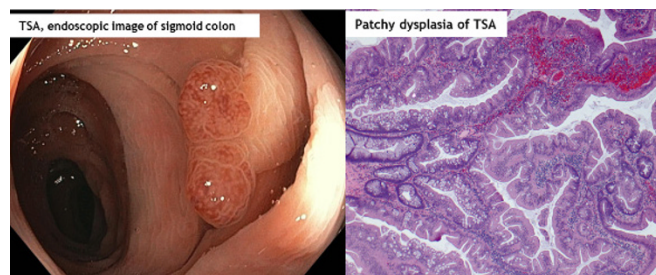 TSA, endoscopic image of sigmoid colon
Patchy dysplasia of TSA